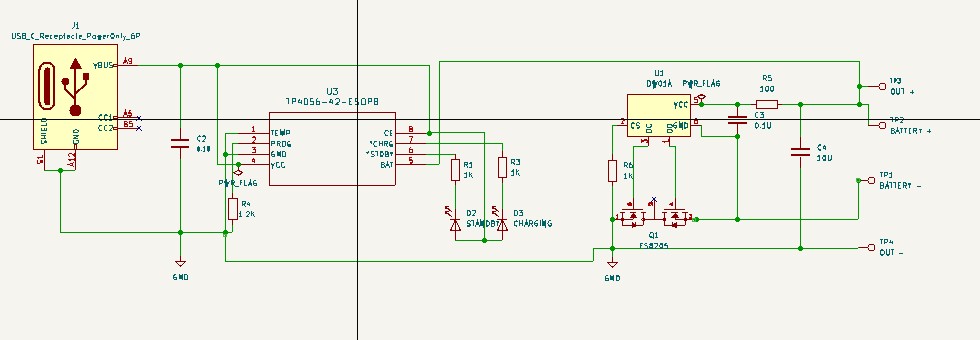 J1
USB_C_Receptacle_PowerOnly_6P
VBUS A9
CC1 A5
CC2 B5
SHIELD
GND
S1
A12
C2
0.1U
PWR_FLAG
R4
1.2K
GND
U3
TP4056-42-ESOP8
1 TEMP
2 PROG
3 GND
4 VCC
CE 8
*CHRG 7
*STDBY 6
BAT 5
R1
1K
R3
1K
D2
STANDBY
D3
CHARGING
U1
DW01A
PWR_FLAG
VCC 5
2 CS
GND 6
OC
OD
3
1
R5
100
C3
0.1U
C4
10U
R6
1K
Q1
FS8205
GND
TP3
OUT +
TP2
BATTERY +
TP1
BATTERY -
TP4
OUT -